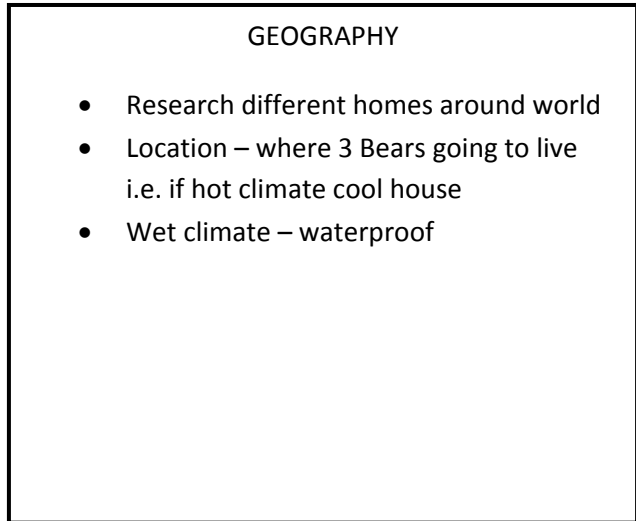 GEOGRAPHY
• Research different homes around world
• Location – where 3 Bears going to live
i.e. if hot climate cool house
• Wet climate – waterproof